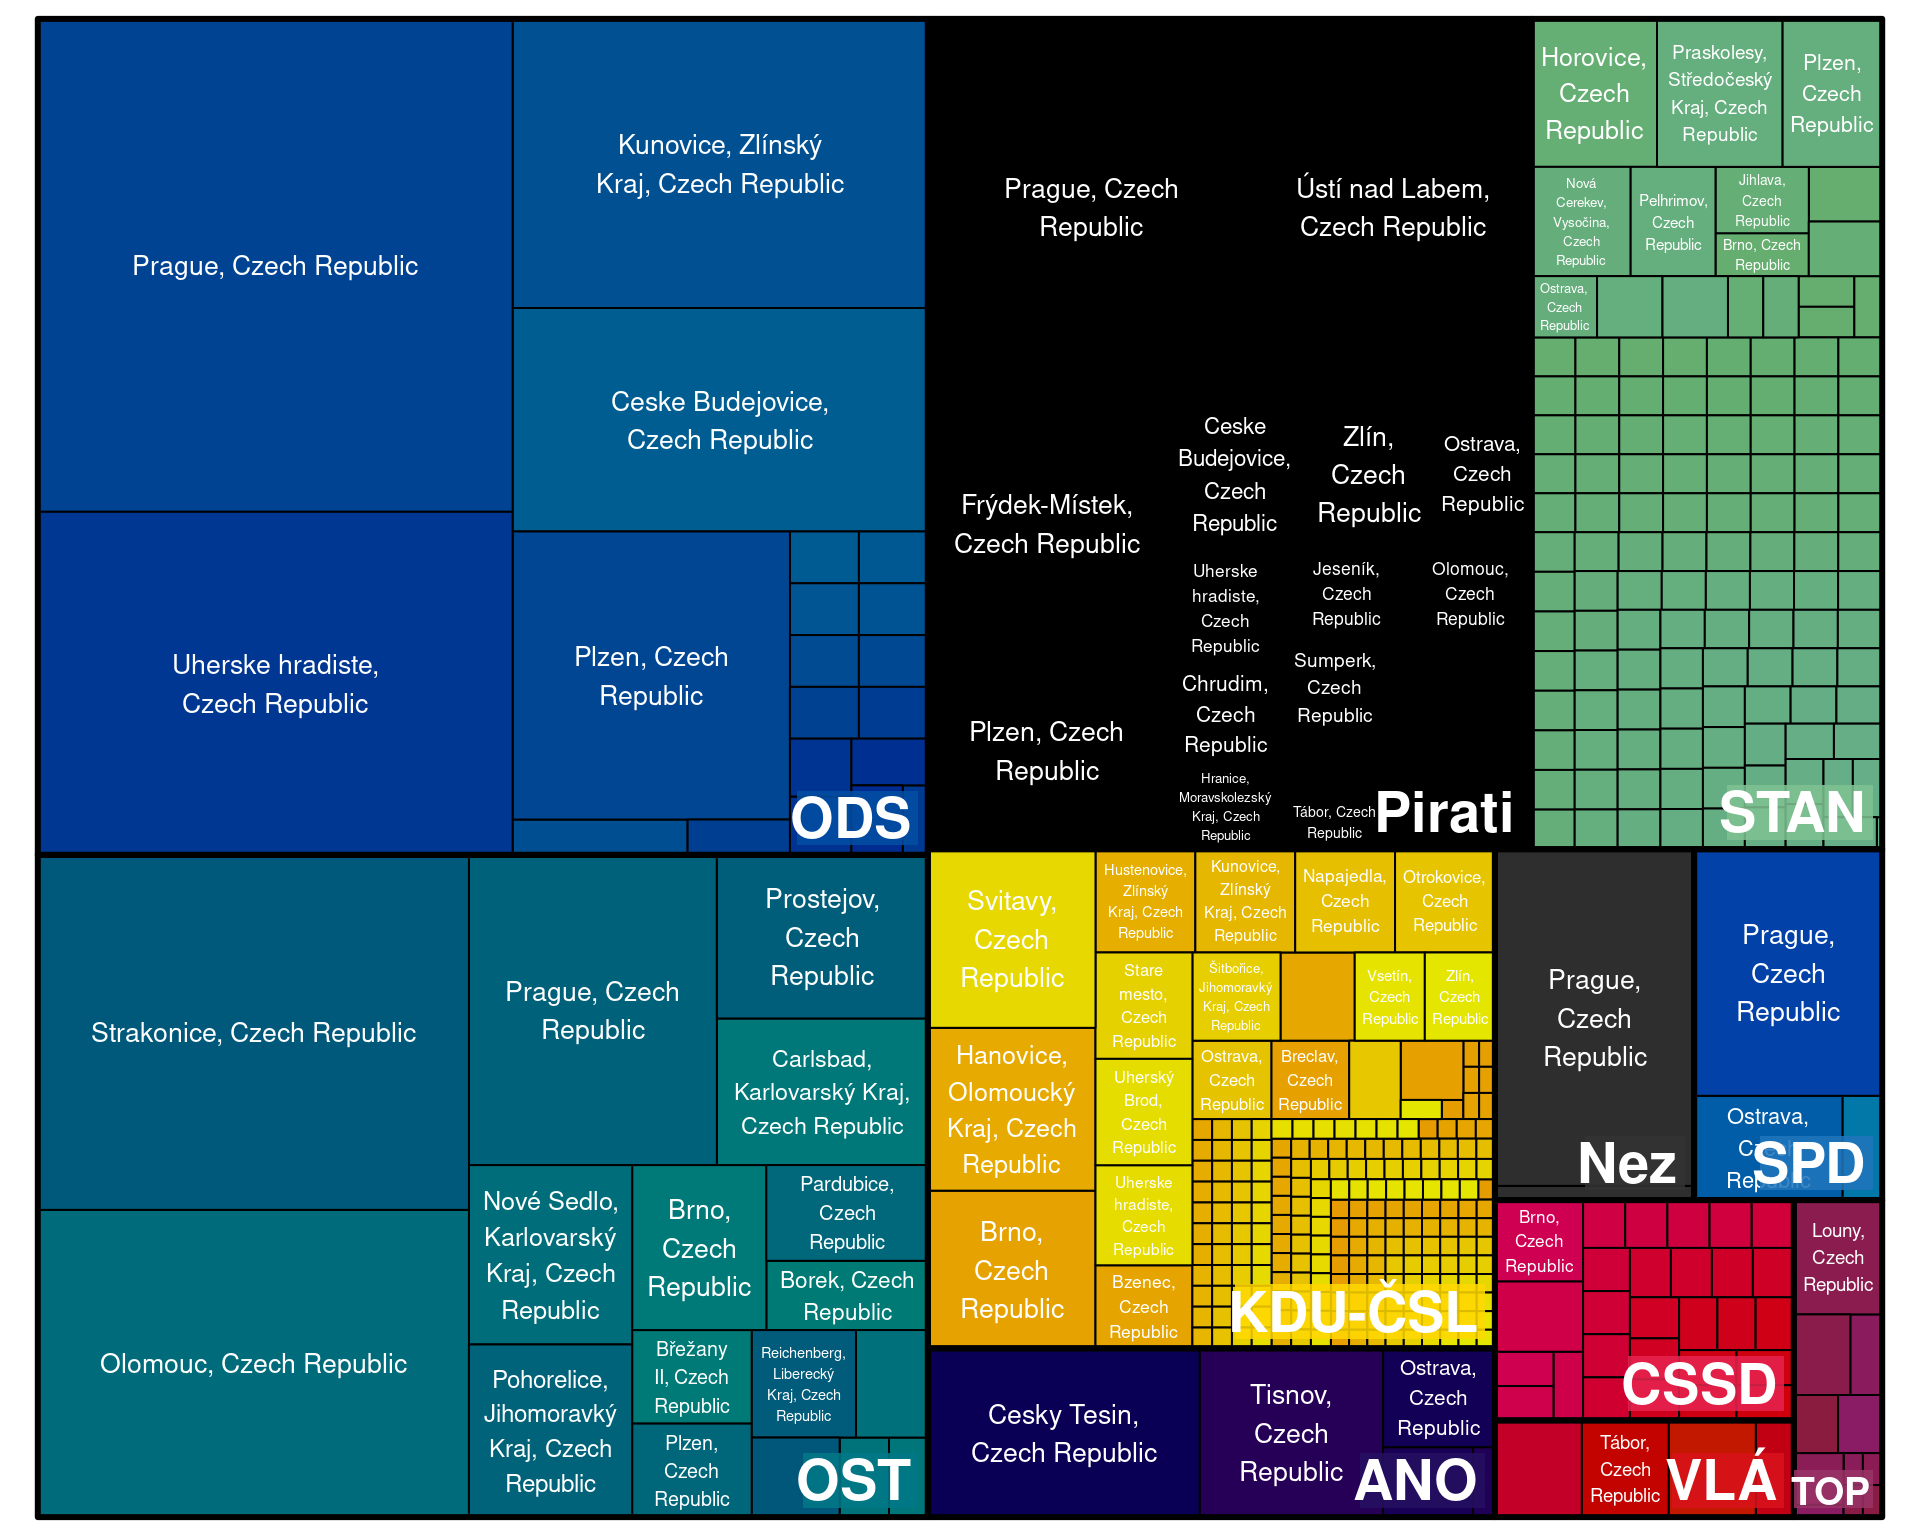 Prague, Czech Republic
Kunovice, Zlínský
Kraj, Czech Republic
Ceske Budejovice,
Czech Republic
Uherske hradiste,
Czech Republic
Plzen, Czech
Republic
ODS
Prague, Czech
Republic
Ústí nad Labem,
Czech Republic
Frýdek-Místek,
Czech Republic
Ceske
Budejovice,
Czech
Republic
Zlín,
Czech
Republic
Ostrava,
Czech
Republic
Plzen, Czech
Republic
Uherske
hradiste,
Czech
Republic
Jeseník,
Czech
Republic
Olomouc,
Czech
Republic
Chrudim,
Czech
Republic
Sumperk,
Czech
Republic
Hranice,
Moravskolezský
Kraj, Czech
Republic
Tábor, Czech
Republic
Pirati
Horovice,
Czech
Republic
Praskolesy,
Středočeský
Kraj, Czech
Republic
Plzen,
Czech
Republic
Nová
Cerekev,
Vysočina,
Czech
Republic
Pelhrimov,
Czech
Republic
Jihlava,
Czech
Republic
Brno, Czech
Republic
Ostrava,
Czech
Republic
STAN
Strakonice, Czech Republic
Olomouc, Czech Republic
Prague, Czech
Republic
Prostejov,
Czech
Republic
Carlsbad,
Karlovarský Kraj,
Czech Republic
Nové Sedlo,
Karlovarský
Kraj, Czech
Republic
Brno,
Czech
Republic
Pardubice,
Czech
Republic
Borek, Czech
Republic
Pohorelice,
Jihomoravký
Kraj, Czech
Republic
Břežany
II, Czech
Republic
Reichenberg,
Liberecký
Kraj, Czech
Republic
Plzen,
Czech
Republic
OST
Svitavy,
Czech
Republic
Hanovice,
Olomoucký
Kraj, Czech
Republic
Brno,
Czech
Republic
Hustenovice,
Zlínský
Kraj, Czech
Republic
Kunovice,
Zlínský
Kraj, Czech
Republic
Napajedla,
Czech
Republic
Otrokovice,
Czech
Republic
Stare
mesto,
Czech
Republic
Šitbořice,
Jihomoravký
Kraj, Czech
Republic
Vsetín,
Czech
Republic
Zlín,
Czech
Republic
Uherský
Brod,
Czech
Republic
Ostrava,
Czech
Republic
Breclav,
Czech
Republic
Uherske
hradiste,
Czech
Republic
Bzenec,
Czech
Republic
KDU-ČSL
Cesky Tesin,
Czech Republic
Tisnov,
Czech
Republic
Ostrava,
Czech
Republic
ANO
Prague,
Czech
Republic
Nez
Prague,
Czech
Republic
Ostrava,
Czech
Republic
SPD
Brno,
Czech
Republic
CSSD
Louny,
Czech
Republic
TOP
Tábor,
Czech
Republic
VLÁ